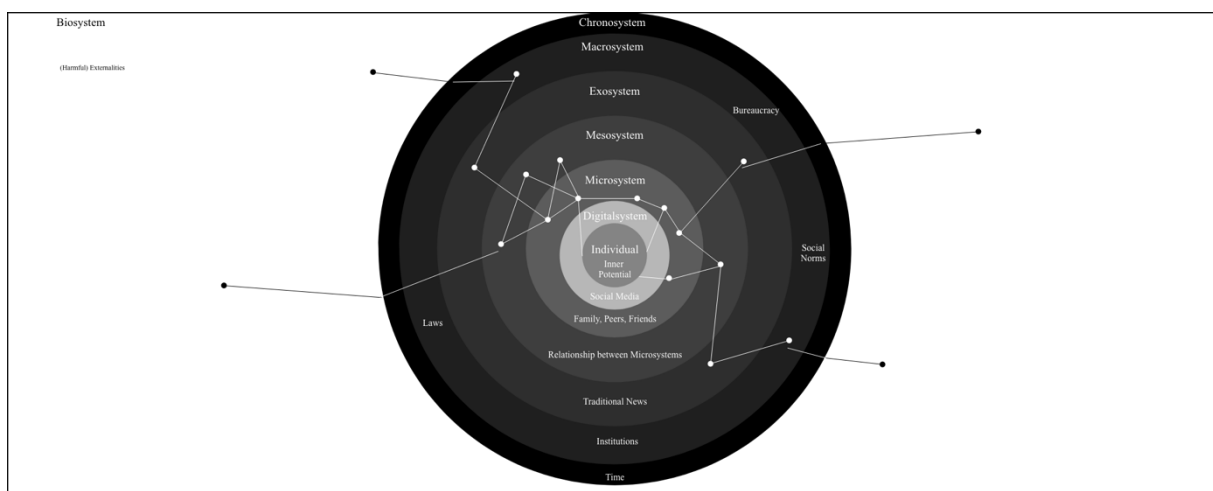 Biosystem
Chronosystem
Macrosystem
(Harmful) Externalities
Exosystem
Bureaucracy
Mesosystem
Microsystem
Digitalsystem
Individual
Inner
Potential
Social
Norms
Social Media
Family, Peers, Friends
Laws
Relationship between Microsystems
Traditional News
Institutions
Time